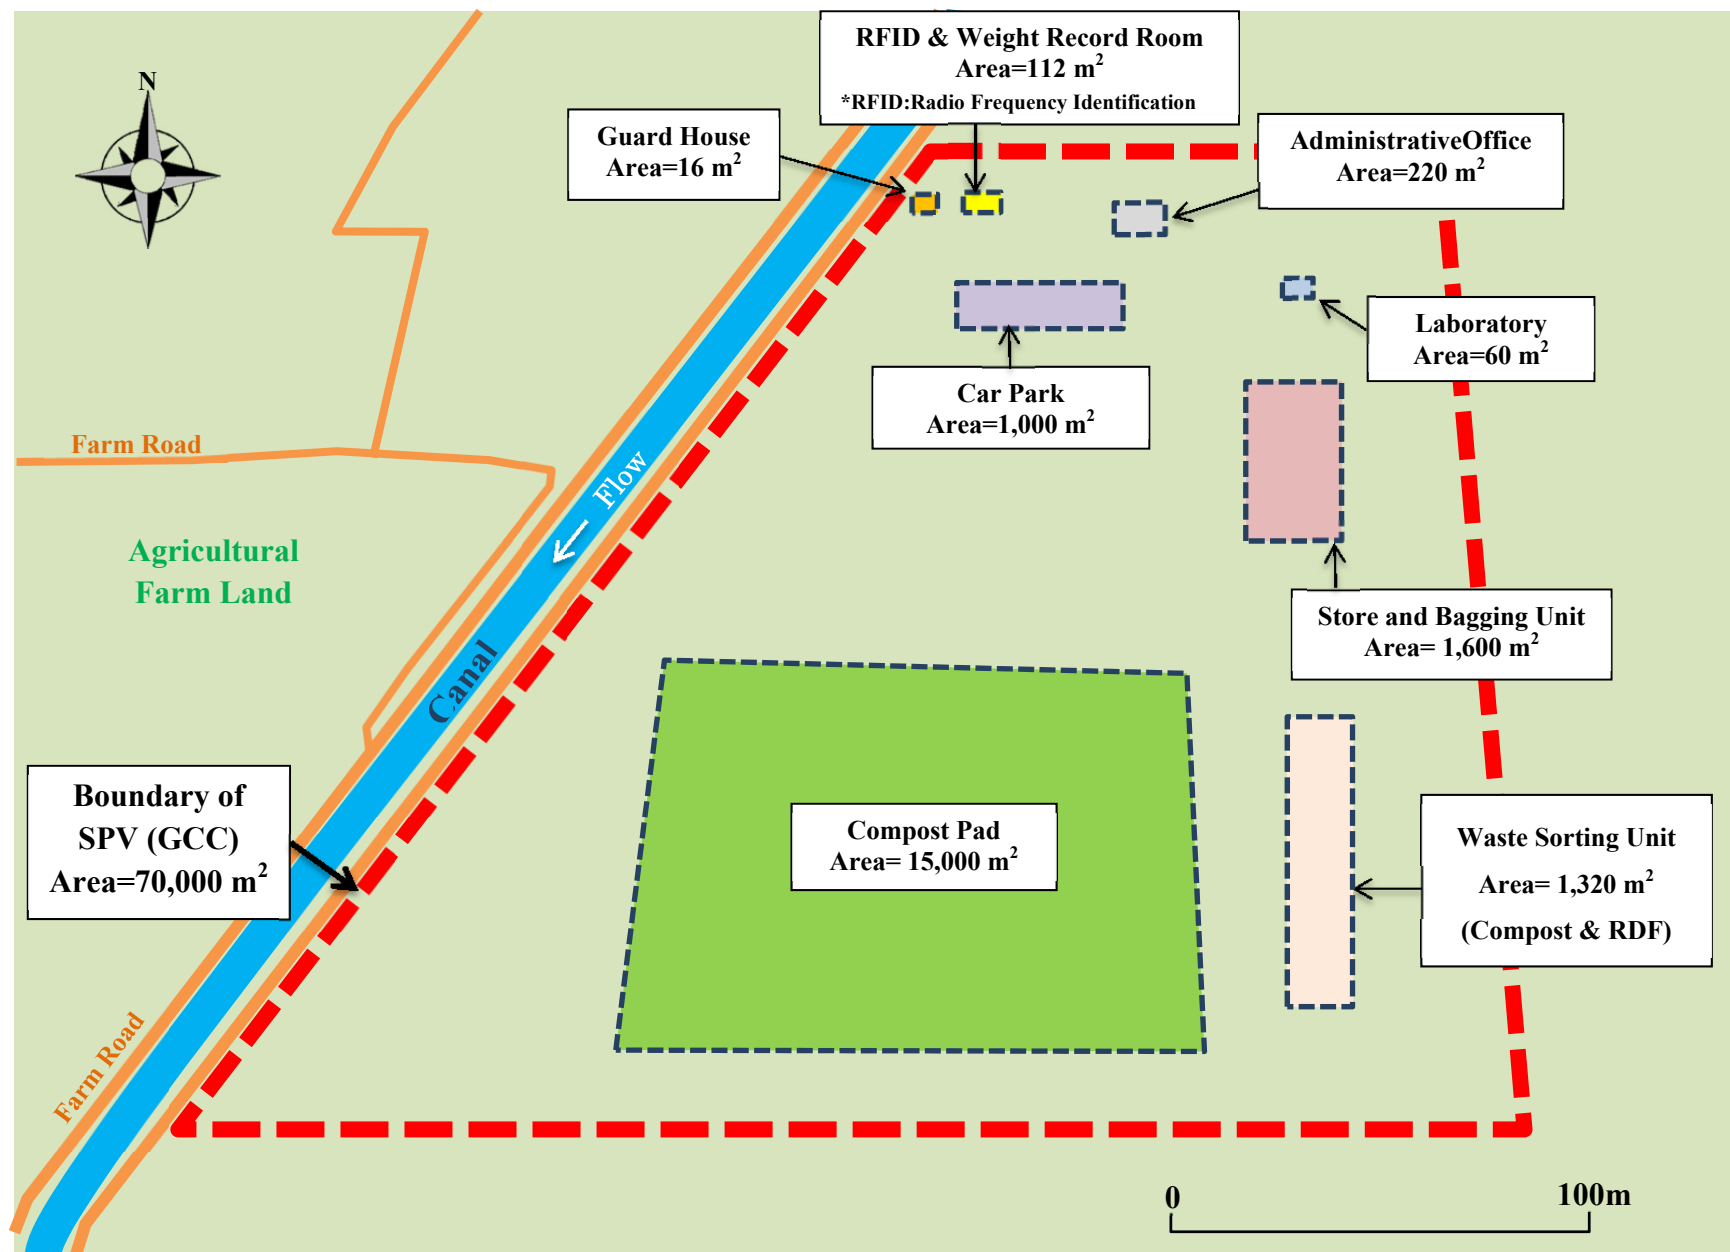 RFID & Weight Record Room
Area=112 m²
*RFID:Radio Frequency Identification
N
Guard House
Area=16 m²
AdministrativeOffice
Area=220 m²
Laboratory
Area=60 m²
Car Park
Area=1,000 m²
Farm Road
Flow
Agricultural
Farm Land
Store and Bagging Unit
Area= 1,600 m²
Canal
Boundary of
SPV (GCC)
Area=70,000 m²
Compost Pad
Area= 15,000 m²
Waste Sorting Unit
Area= 1,320 m²
(Compost & RDF)
Farm Road
0
100m